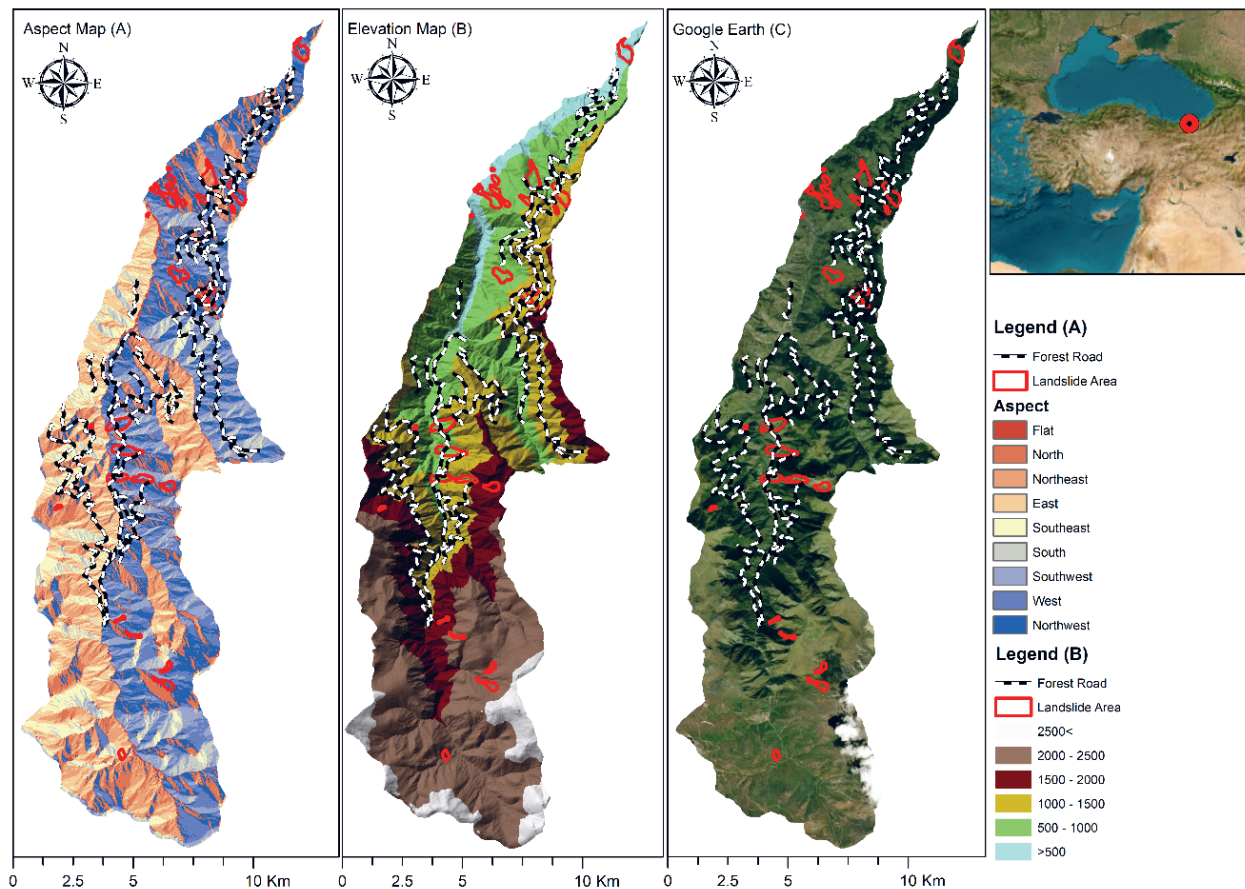 Aspect Map (A)
N
W
E
S
0
2.5
5
10 Km
Elevation Map (B)
N
W
E
S
0
2.5
5
10 Km
Google Earth (C)
N
W
E
S
0
2.5
5
10 Km
Legend (A)
Forest Road
Landslide Area
Aspect
Flat
North
Northeast
East
Southeast
South
Southwest
West
Northwest
Legend (B)
Forest Road
Landslide Area
2500<
2000 - 2500
1500 - 2000
1000 - 1500
500 - 1000
>500